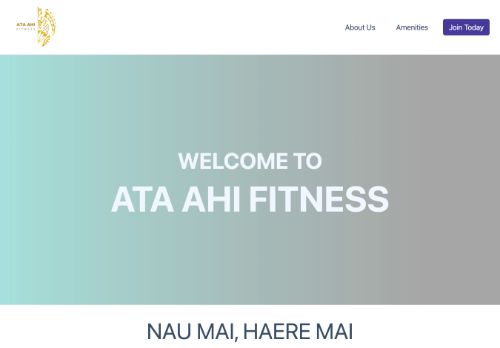 ATA AHI
FITNESS
About Us
Amenities
Join Today
WELCOME TO
ATA AHI FITNESS
NAU MAI, HAERE MAI